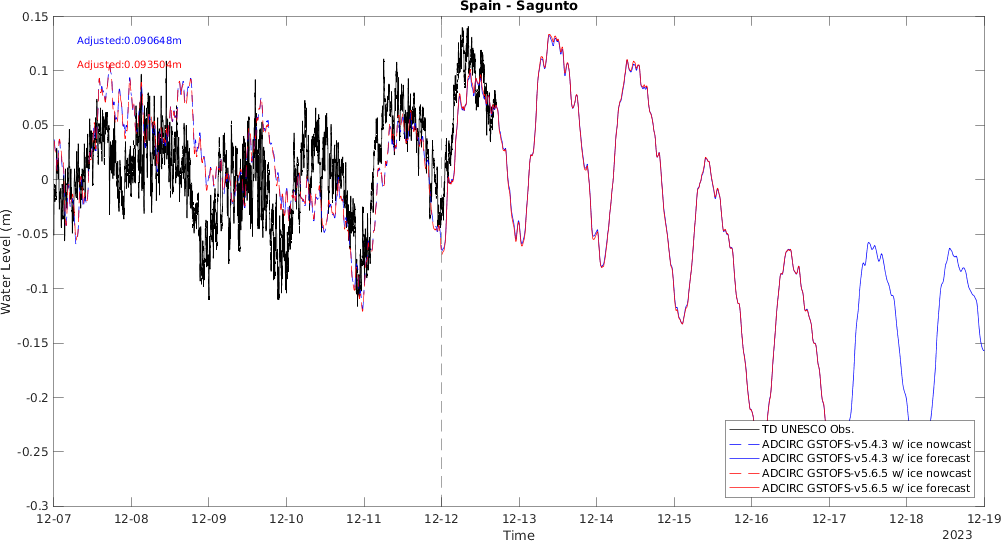 Spain - Sagunto
Adjusted:0.090648m
Adjusted:0.093504m
Water Level (m)
0.15
0.1
0.05
0
-0.05
-0.1
-0.15
-0.2
-0.25
-0.3
TD UNESCO Obs.
ADCIRC GSTOFS-v5.4.3 w/ ice nowcast
ADCIRC GSTOFS-v5.4.3 w/ ice forecast
ADCIRC GSTOFS-v5.6.5 w/ ice nowcast
ADCIRC GSTOFS-v5.6.5 w/ ice forecast
12-07 12-08 12-09 12-10 12-11 12-12 12-13 12-14 12-15 12-16 12-17 12-18 12-19
Time
2023